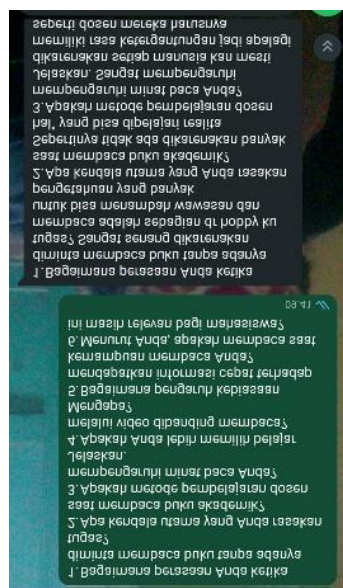 1.Bagaimana perasaan Anda ketika
diminta membaca buku tanpa adanya
tugas?
2.Apa kendala utama yang Anda rasakan
saat membaca buku akademik?
3.Apakah metode pembelajaran dosen
mempengaruhi minat baca Anda?
Jelaskan.
4.Apakah Anda lebih memilih belajar
melalui video dibanding membaca?
Mengapa?
5.Bagaimana pengaruh kebiasaan
mendapatkan informasi cepat terhadap
kemampuan membaca Anda?
6.Menurut Anda, apakah membaca saat
ini masih relevan bagi mahasiswa?
09.41
1.Bagaimana perasaan Anda ketika
diminta membaca buku tanpa adanya
tugas? Sangat senang dikarenakan
membaca adalah sebagian dr hobby ku
untuk bisa menambah wawasan dan
pengetahuan yang banyak
2.Apa kendala utama yang Anda rasakan
saat membaca buku akademik?
Sepertinya tidak ada dikarenakan banyak
hal" yang bisa dipelajari realita
3.Apakah metode pembelajaran dosen
mempengaruhi minat baca Anda?
Jelaskan. Sangat mempengaruhi
dikarenakan setiap manusia kan mesti
memiliki rasa ketergantungan jadi apalagi
seperti dosen mereka harusnya